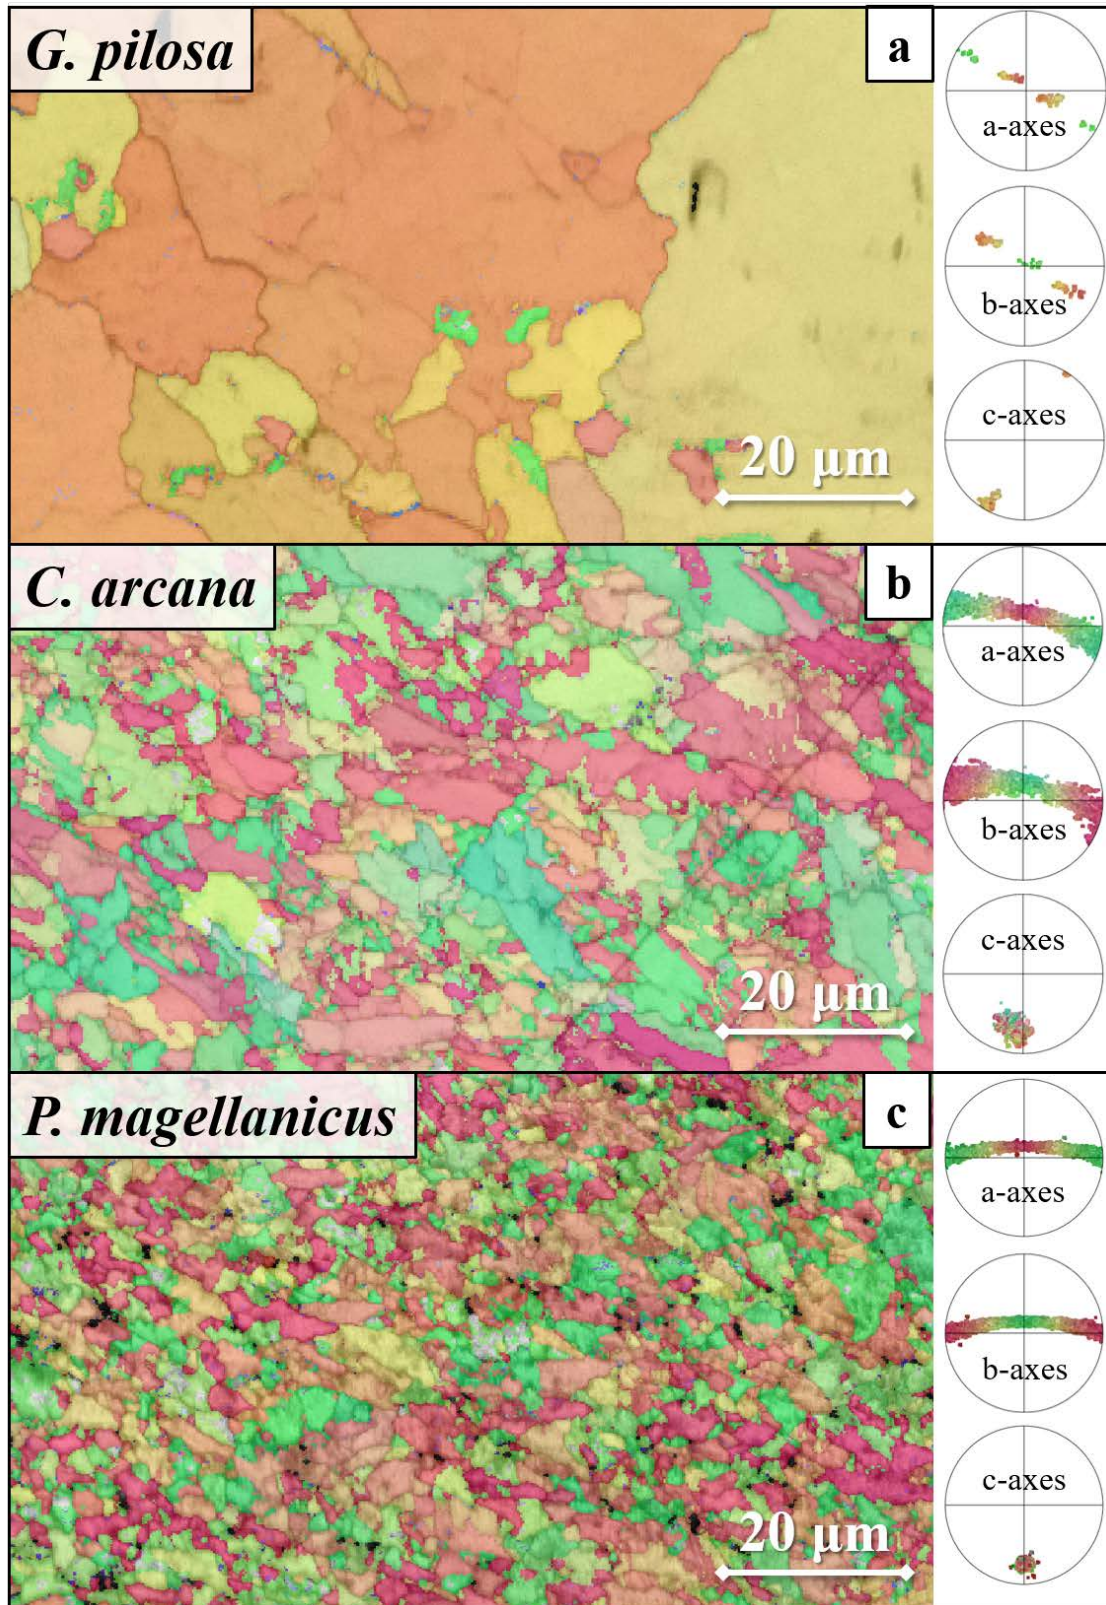 G. pilosa
a
a-axes
b-axes
c-axes
20 µm
C. arcana
b
a-axes
b-axes
c-axes
20 µm
P. magellanicus
c
a-axes
b-axes
c-axes
20 µm